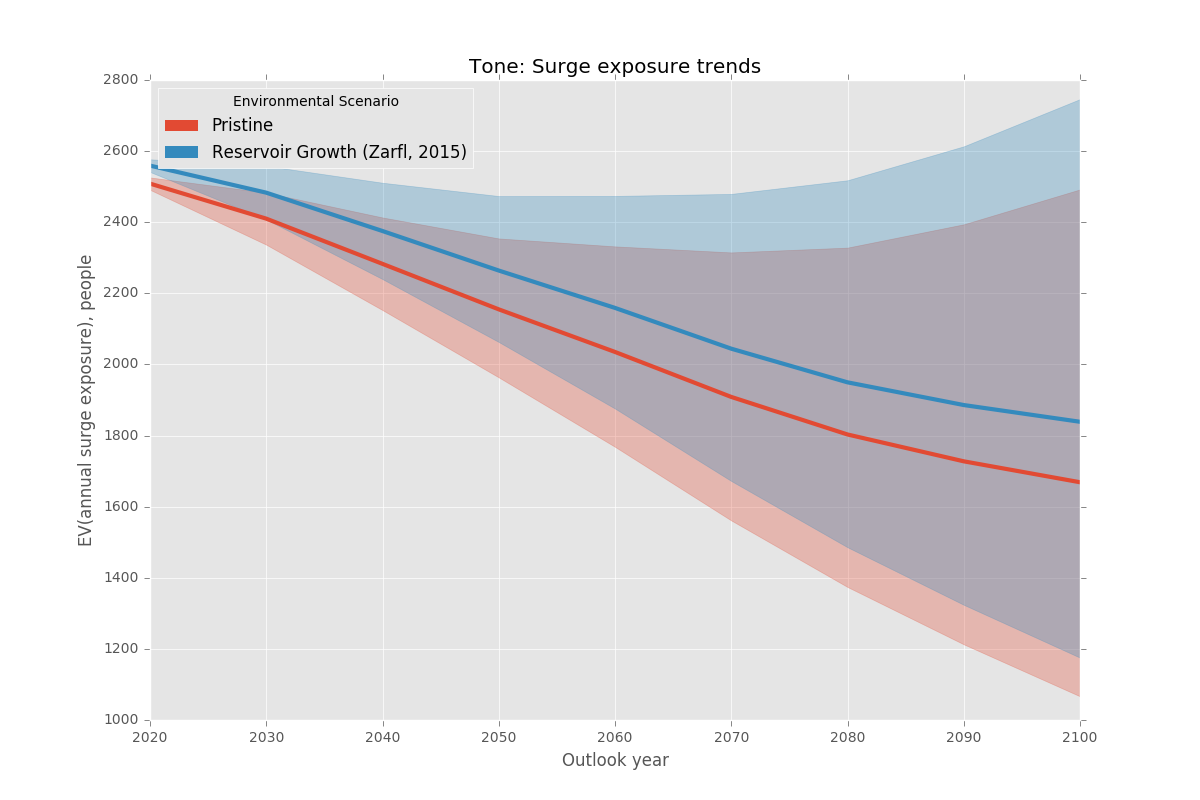 Tone: Surge exposure trends
Environmental Scenario
Pristine
Reservoir Growth (Zarfl, 2015)
EV(annual surge exposure), people
2800
2600
2400
2200
2000
1800
1600
1400
1200
1000
2020 2030 2040 2050 2060 2070 2080 2090 2100
Outlook year